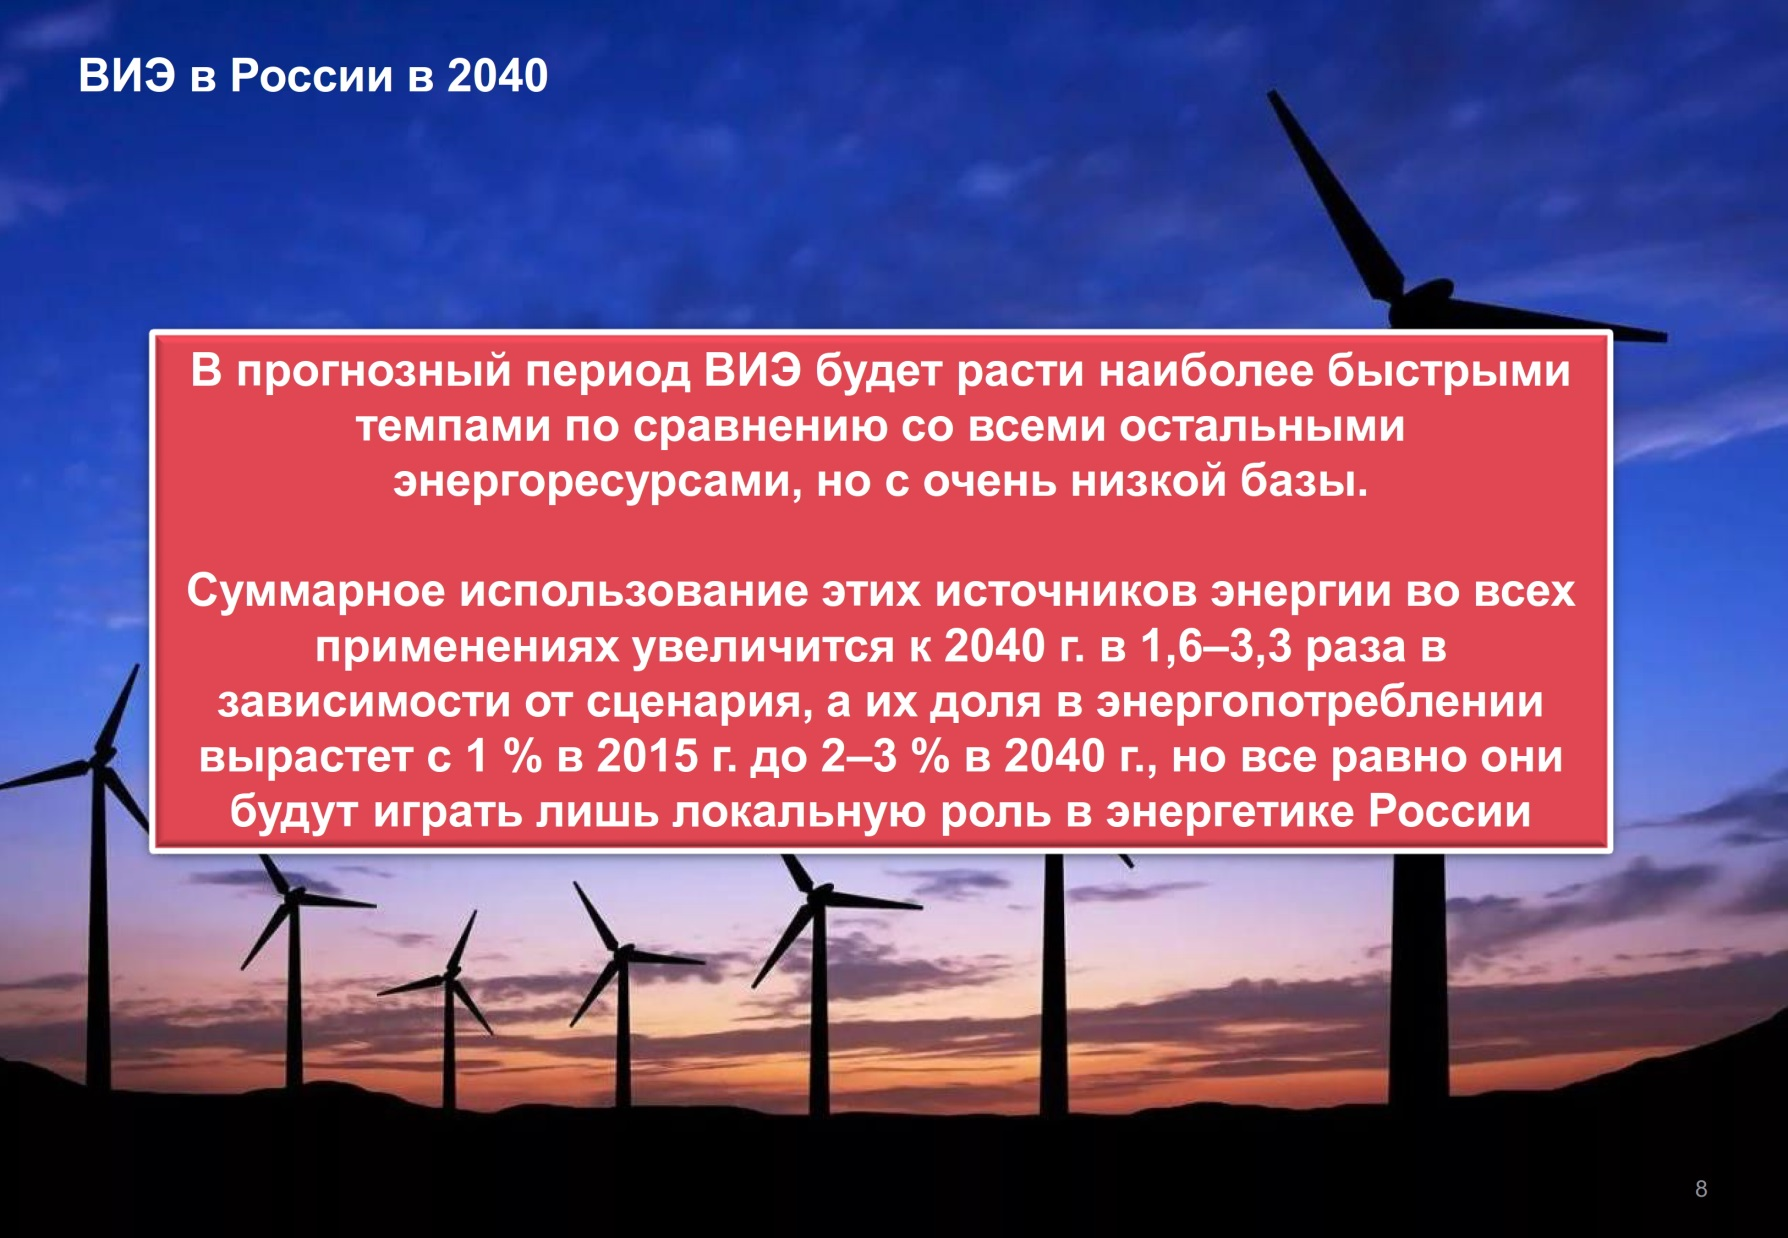 ВИЭ в России в 2040
В прогнозный период ВИЭ будет расти наиболее быстрыми
темпами по сравнению со всеми остальными
энергоресурсами, но с очень низкой базы.
Суммарное использование этих источников энергии во всех
применениях увеличится к 2040 г. в 1,6–3,3 раза в
зависимости от сценария, а их доля в энергопотреблении
вырастет с 1 % в 2015 г. до 2–3 % в 2040 г., но все равно они
будут играть лишь локальную роль в энергетике России
8